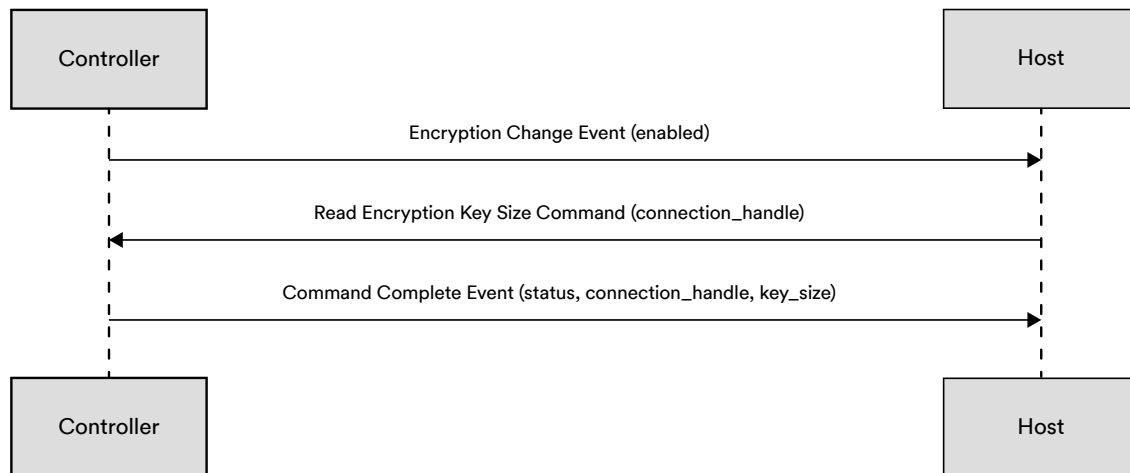 Controller
Host
Encryption Change Event (enabled)
Read Encryption Key Size Command (connection_handle)
Command Complete Event (status, connection_handle, key_size)
Controller
Host